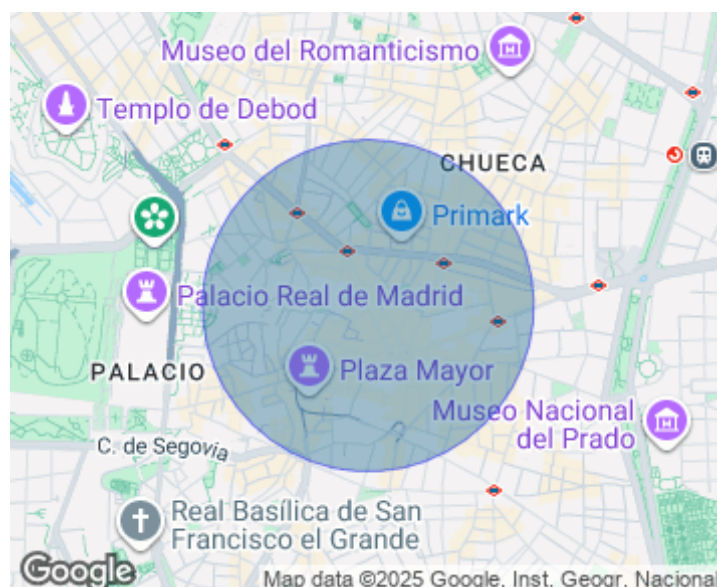 Museo del Romanticismo
Templo de Debod
CHUECA
Primark
Palacio Real de Madrid
PALACIO
Plaza Mayor
Museo Nacional
del Prado
C. de Segovia
Real Basílica de San
Francisco el Grande
Google
Map data ©2025 Google, Inst. Geogr. Nacional